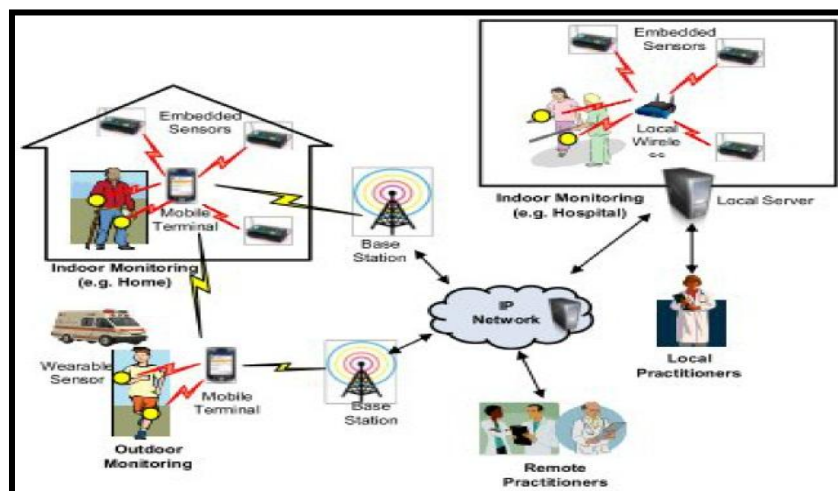 Embedded
Sensors
Mobile
Terminal
Indoor Monitoring
(e.g. Home)
Base
Station
Embedded
Sensors
Local
Wirele
ss
Indoor Monitoring
(e.g. Hospital)
Local Server
IP
Network
Local
Practitioners
Wearable
Sensor
Mobile
Terminal
Outdoor
Monitoring
Base
Station
Remote
Practitioners